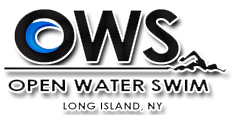 OWS
OPEN WATER SWIM
LONG ISLAND, NY